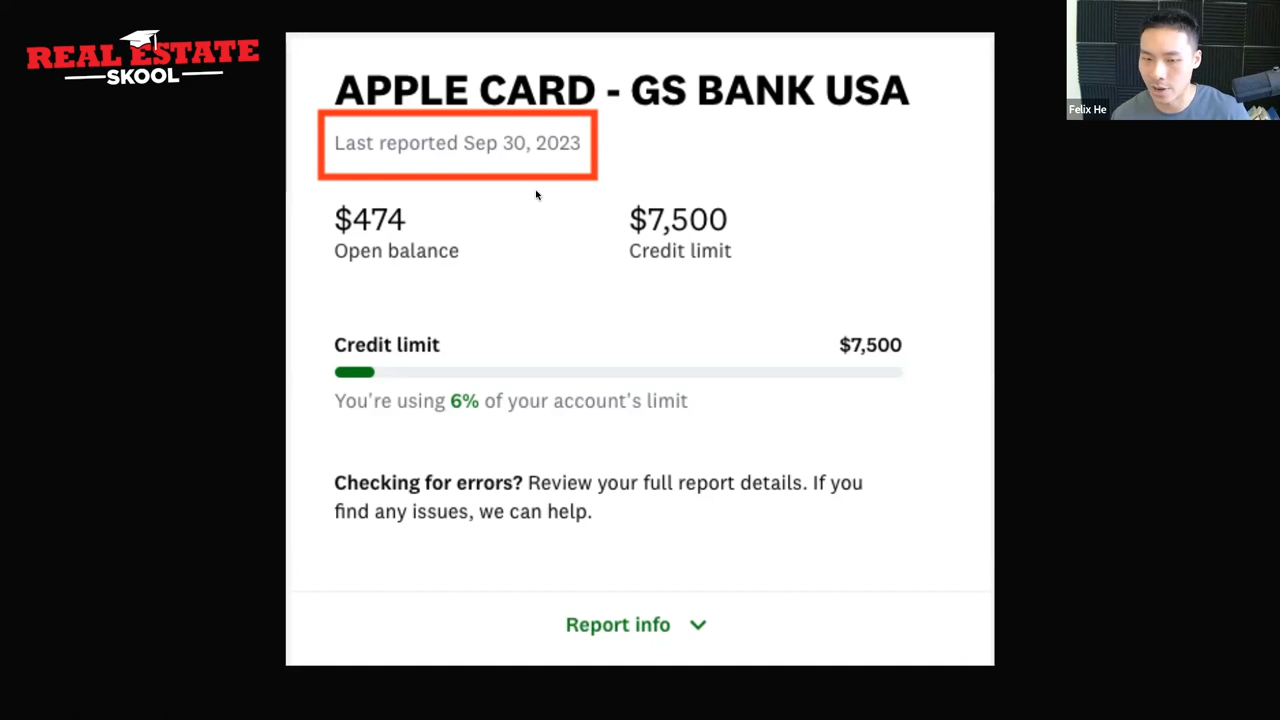 REAL ESTATE
SKOOL
APPLE CARD - GS BANK USA
Last reported Sep 30, 2023
$474
Open balance
$7,500
Credit limit
Credit limit
$7,500
You're using 6% of your account's limit
Checking for errors? Review your full report details. If you
find any issues, we can help.
Report info
Felix He